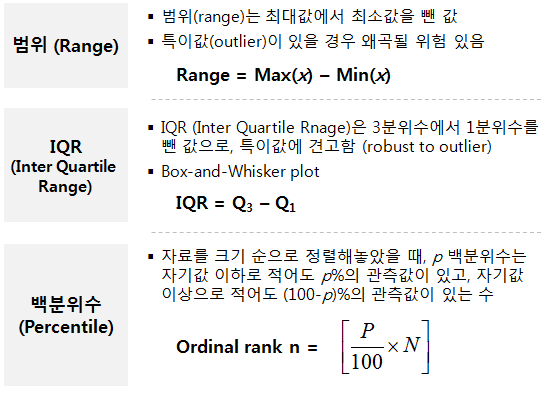 범위 (Range)
▪ 범위(range)는 최대값에서 최소값을 뺀 값
▪ 특이값(outlier)이 있을 경우 왜곡될 위험 있음
Range = Max(x) – Min(x)
IQR
(Inter Quartile
Range)
▪ IQR (Inter Quartile Rnage)은 3분위수에서 1분위수를
뺀 값으로, 특이값에 견고함 (robust to outlier)
▪ Box-and-Whisker plot
IQR = Q₃ – Q₁
백분위수
(Percentile)
▪ 자료를 크기 순으로 정렬해놓았을 때, p 백분위수는
자기값 이하로 적어도 p%의 관측값이 있고, 자기값
이상으로 적어도 (100-p)%의 관측값이 있는 수
Ordinal rank n = [P/100 × N]